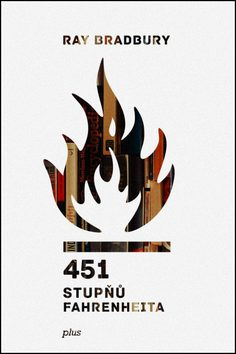 RAY BRADBURY
451
STUPŇŮ
FAHRENHEITA
plus